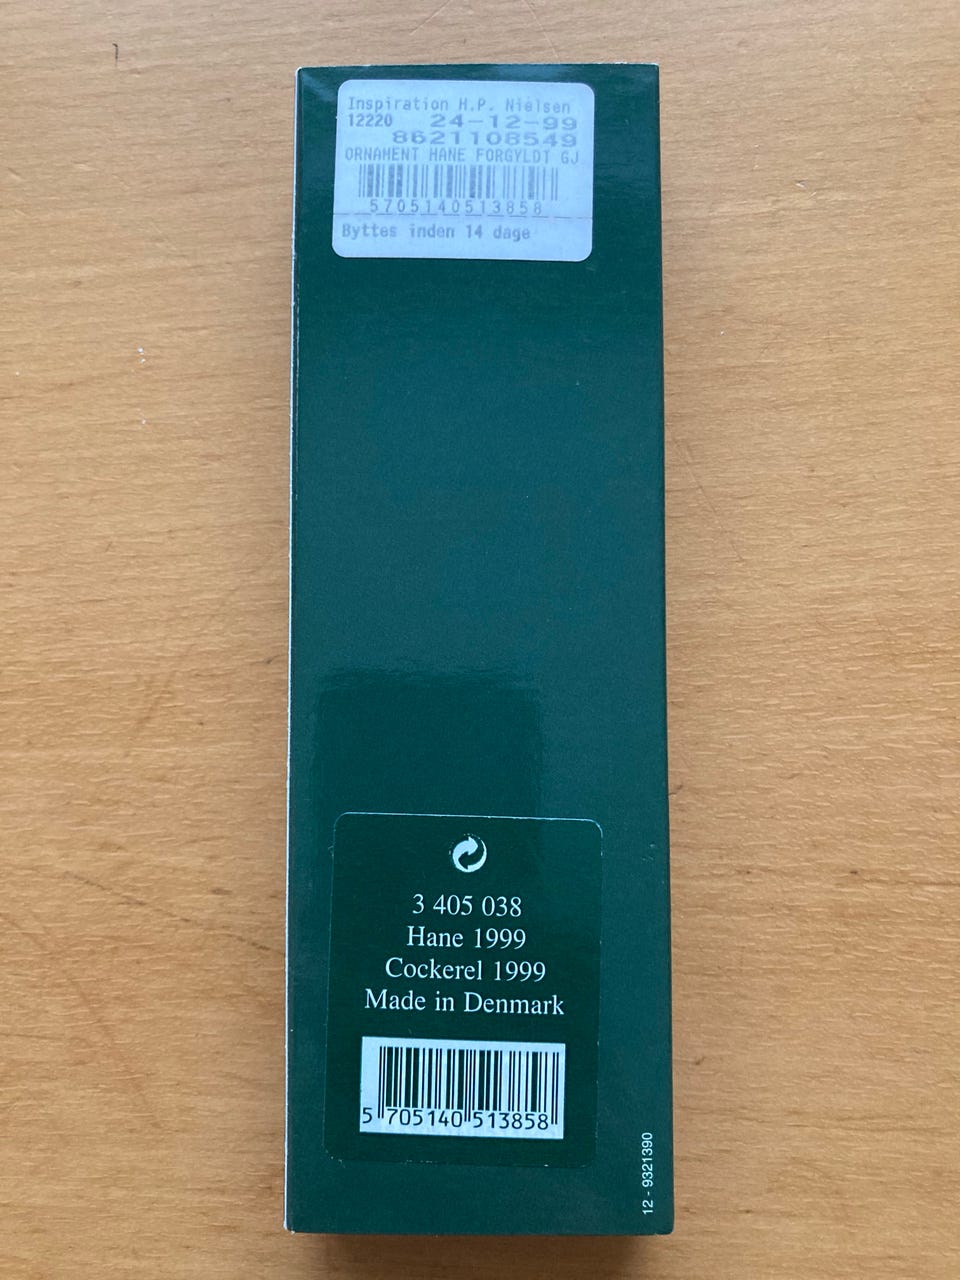 Inspiration H.P. Nielsen
12220 24-12-99
8621108549
ORNAMENT HANE FORGYLDT GJ
5705140513858
Byttes inden 14 dage
3 405 038
Hane 1999
Cockerel 1999
Made in Denmark
5 705140 513858
12 - 9321390